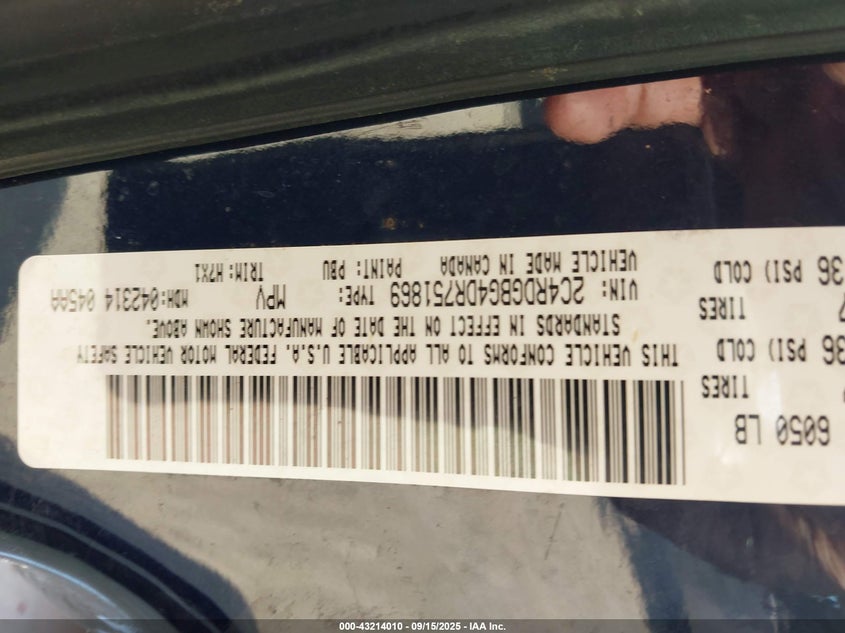 6050 LB
TIRES
36 PSI) COLD
TIRES
36 PSI) COLD
THIS VEHICLE CONFORMS TO ALL APPLICABLE U.S.A. FEDERAL MOTOR VEHICLE SAFETY
STANDARDS IN EFFECT ON THE DATE OF MANUFACTURE SHOWN ABOVE.
VIN: 2C4RDGBG4DR751869 TYPE: MPV MDH:042314 045AA
VEHICLE MADE IN CANADA PAINT: PBU TRIM: H7X1
000-43214010 - 09/15/2025 - IAA Inc.